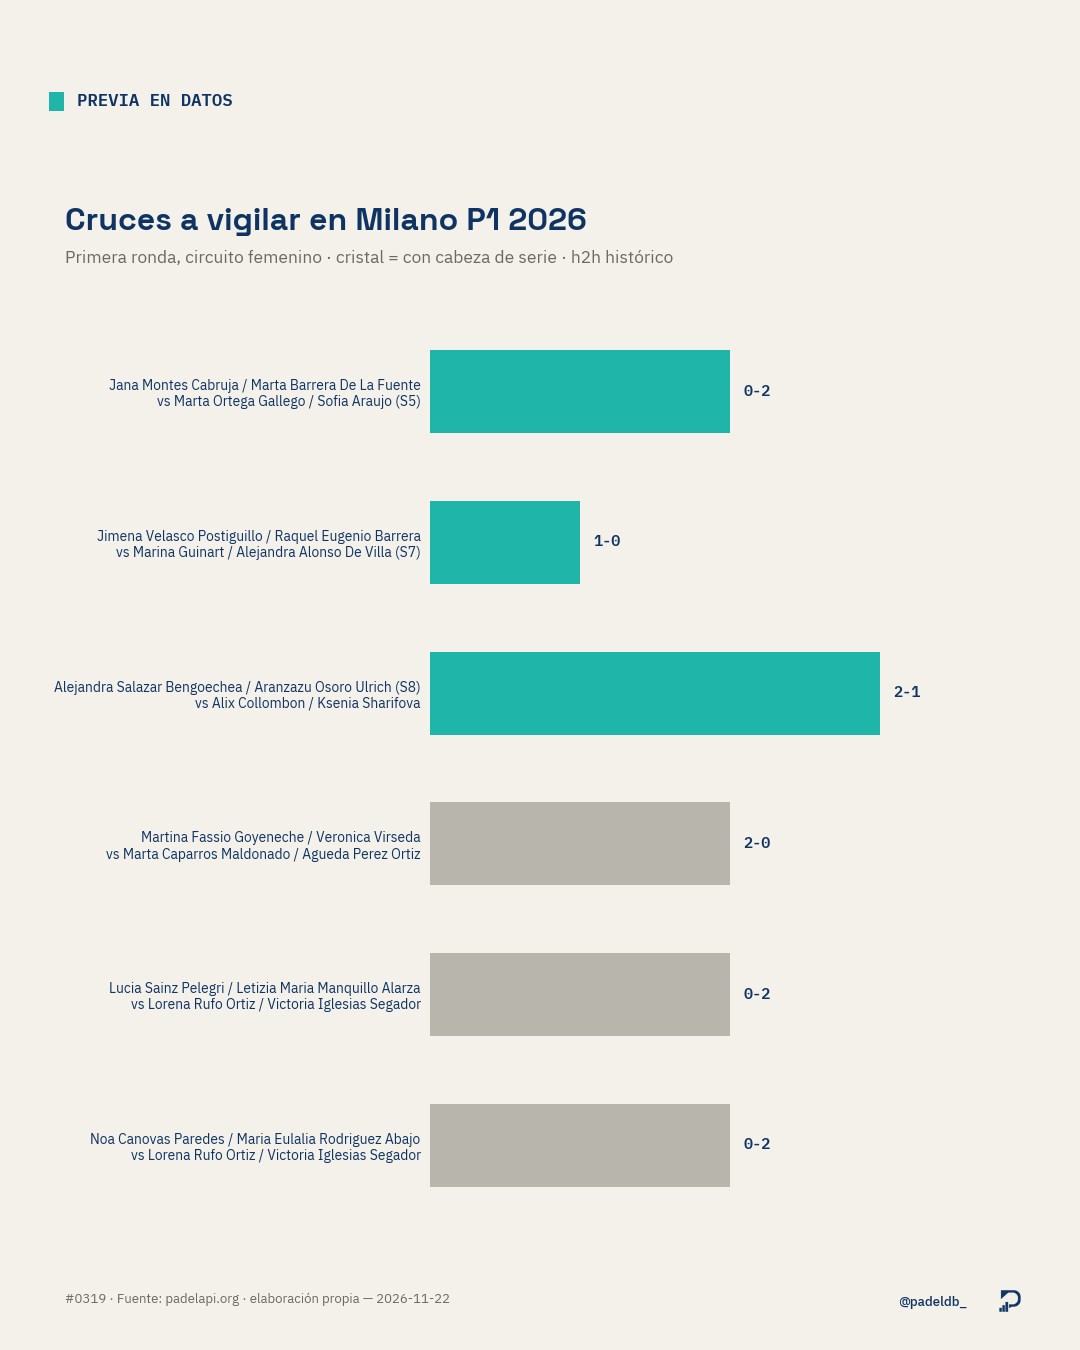 PREVIA EN DATOS
Cruces a vigilar en Milano P1 2026
Primera ronda, circuito femenino · cristal = con cabeza de serie · h2h histórico
Jana Montes Cabruja / Marta Barrera De La Fuente
vs Marta Ortega Gallego / Sofia Araujo (S5)
0-2
Jimena Velasco Postiguillo / Raquel Eugenio Barrera
vs Marina Guinart / Alejandra Alonso De Villa (S7)
1-0
Alejandra Salazar Bengoechea / Aranzazu Osoro Ulrich (S8)
vs Alix Collombon / Ksenia Sharifova
2-1
Martina Fassio Goyeneche / Veronica Virseda
vs Marta Caparros Maldonado / Agueda Perez Ortiz
2-0
Lucia Sainz Pelegri / Letizia Maria Manquillo Alarza
vs Lorena Rufo Ortiz / Victoria Iglesias Segador
0-2
Noa Canovas Paredes / Maria Eulalia Rodriguez Abajo
vs Lorena Rufo Ortiz / Victoria Iglesias Segador
0-2
#0319 · Fuente: padelapi.org · elaboración propia — 2026-11-22
@padeldb_